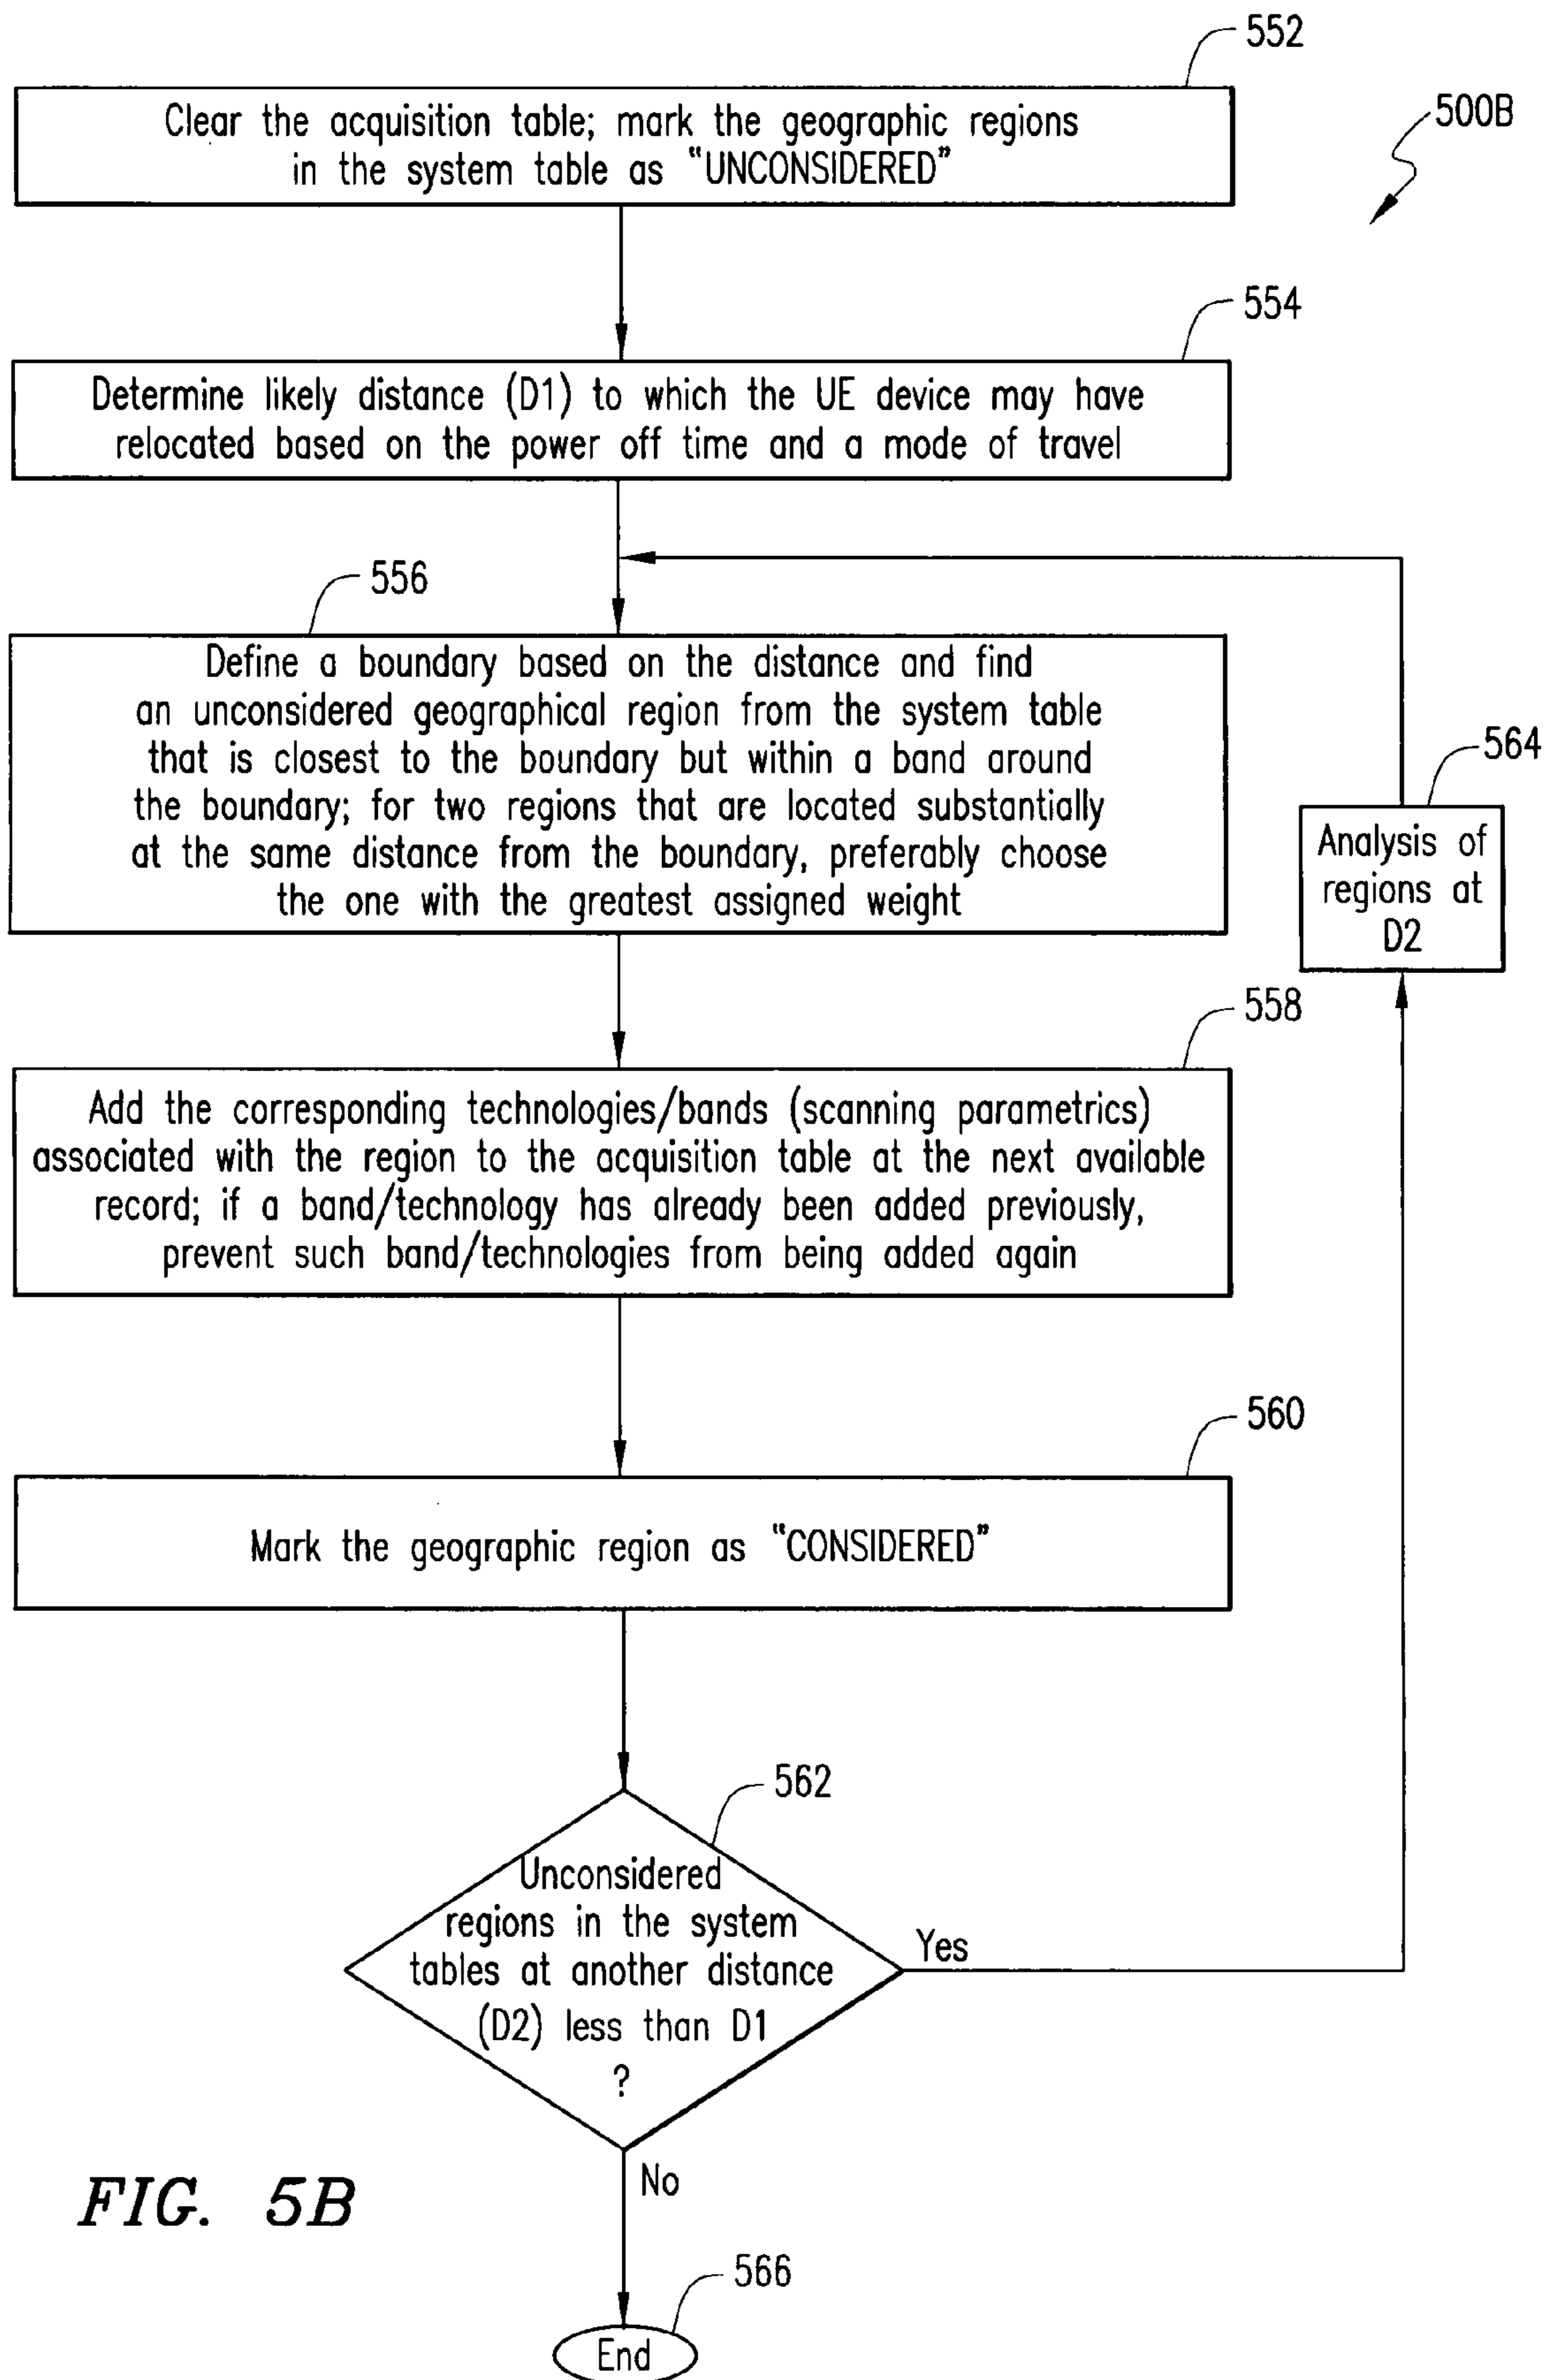 552
500B
Clear the acquisition table; mark the geographic regions
in the system table as "UNCONSIDERED"
554
Determine likely distance (D1) to which the UE device may have
relocated based on the power off time and a mode of travel
556
Define a boundary based on the distance and find
an unconsidered geographical region from the system table
that is closest to the boundary but within a band around
the boundary; for two regions that are located substantially
at the same distance from the boundary, preferably choose
the one with the greatest assigned weight
564
Analysis of
regions at
D2
558
Add the corresponding technologies/bands (scanning parametrics)
associated with the region to the acquisition table at the next available
record; if a band/technology has already been added previously,
prevent such band/technologies from being added again
560
Mark the geographic region as "CONSIDERED"
562
Unconsidered
regions in the system
tables at another distance
(D2) less than D1
?
Yes
No
FIG. 5B
566
End